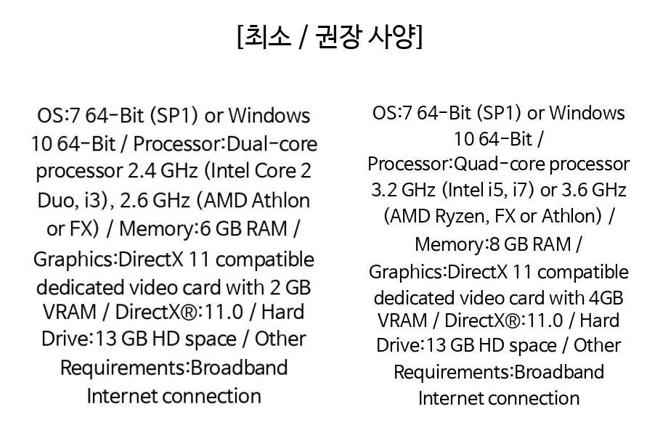 [최소 / 권장 사양]
OS:7 64-Bit (SP1) or Windows
10 64-Bit / Processor:Dual-core
processor 2.4 GHz (Intel Core 2
Duo, i3), 2.6 GHz (AMD Athlon
or FX) / Memory:6 GB RAM /
Graphics:DirectX 11 compatible
dedicated video card with 2 GB
VRAM / DirectX®:11.0 / Hard
Drive:13 GB HD space / Other
Requirements:Broadband
Internet connection
OS:7 64-Bit (SP1) or Windows
10 64-Bit /
Processor:Quad-core processor
3.2 GHz (Intel i5, i7) or 3.6 GHz
(AMD Ryzen, FX or Athlon) /
Memory:8 GB RAM /
Graphics:DirectX 11 compatible
dedicated video card with 4GB
VRAM / DirectX®:11.0 / Hard
Drive:13 GB HD space / Other
Requirements:Broadband
Internet connection